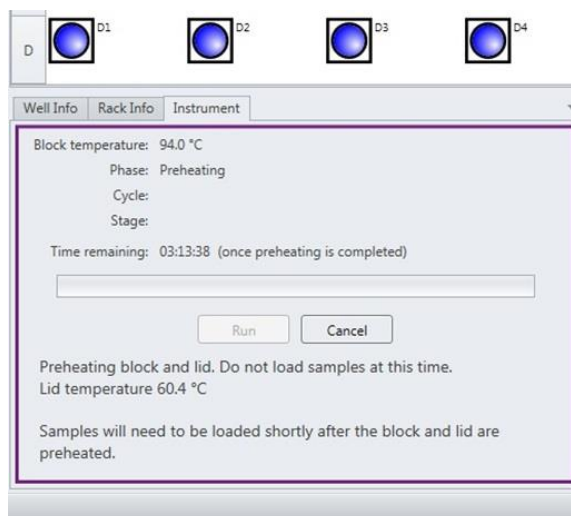 D1 D2 D3 D4
D
Well Info Rack Info Instrument
Block temperature: 94.0 °C
Phase: Preheating
Cycle:
Stage:
Time remaining: 03:13:38 (once preheating is completed)
Run Cancel
Preheating block and lid. Do not load samples at this time.
Lid temperature 60.4 °C
Samples will need to be loaded shortly after the block and lid are
preheated.